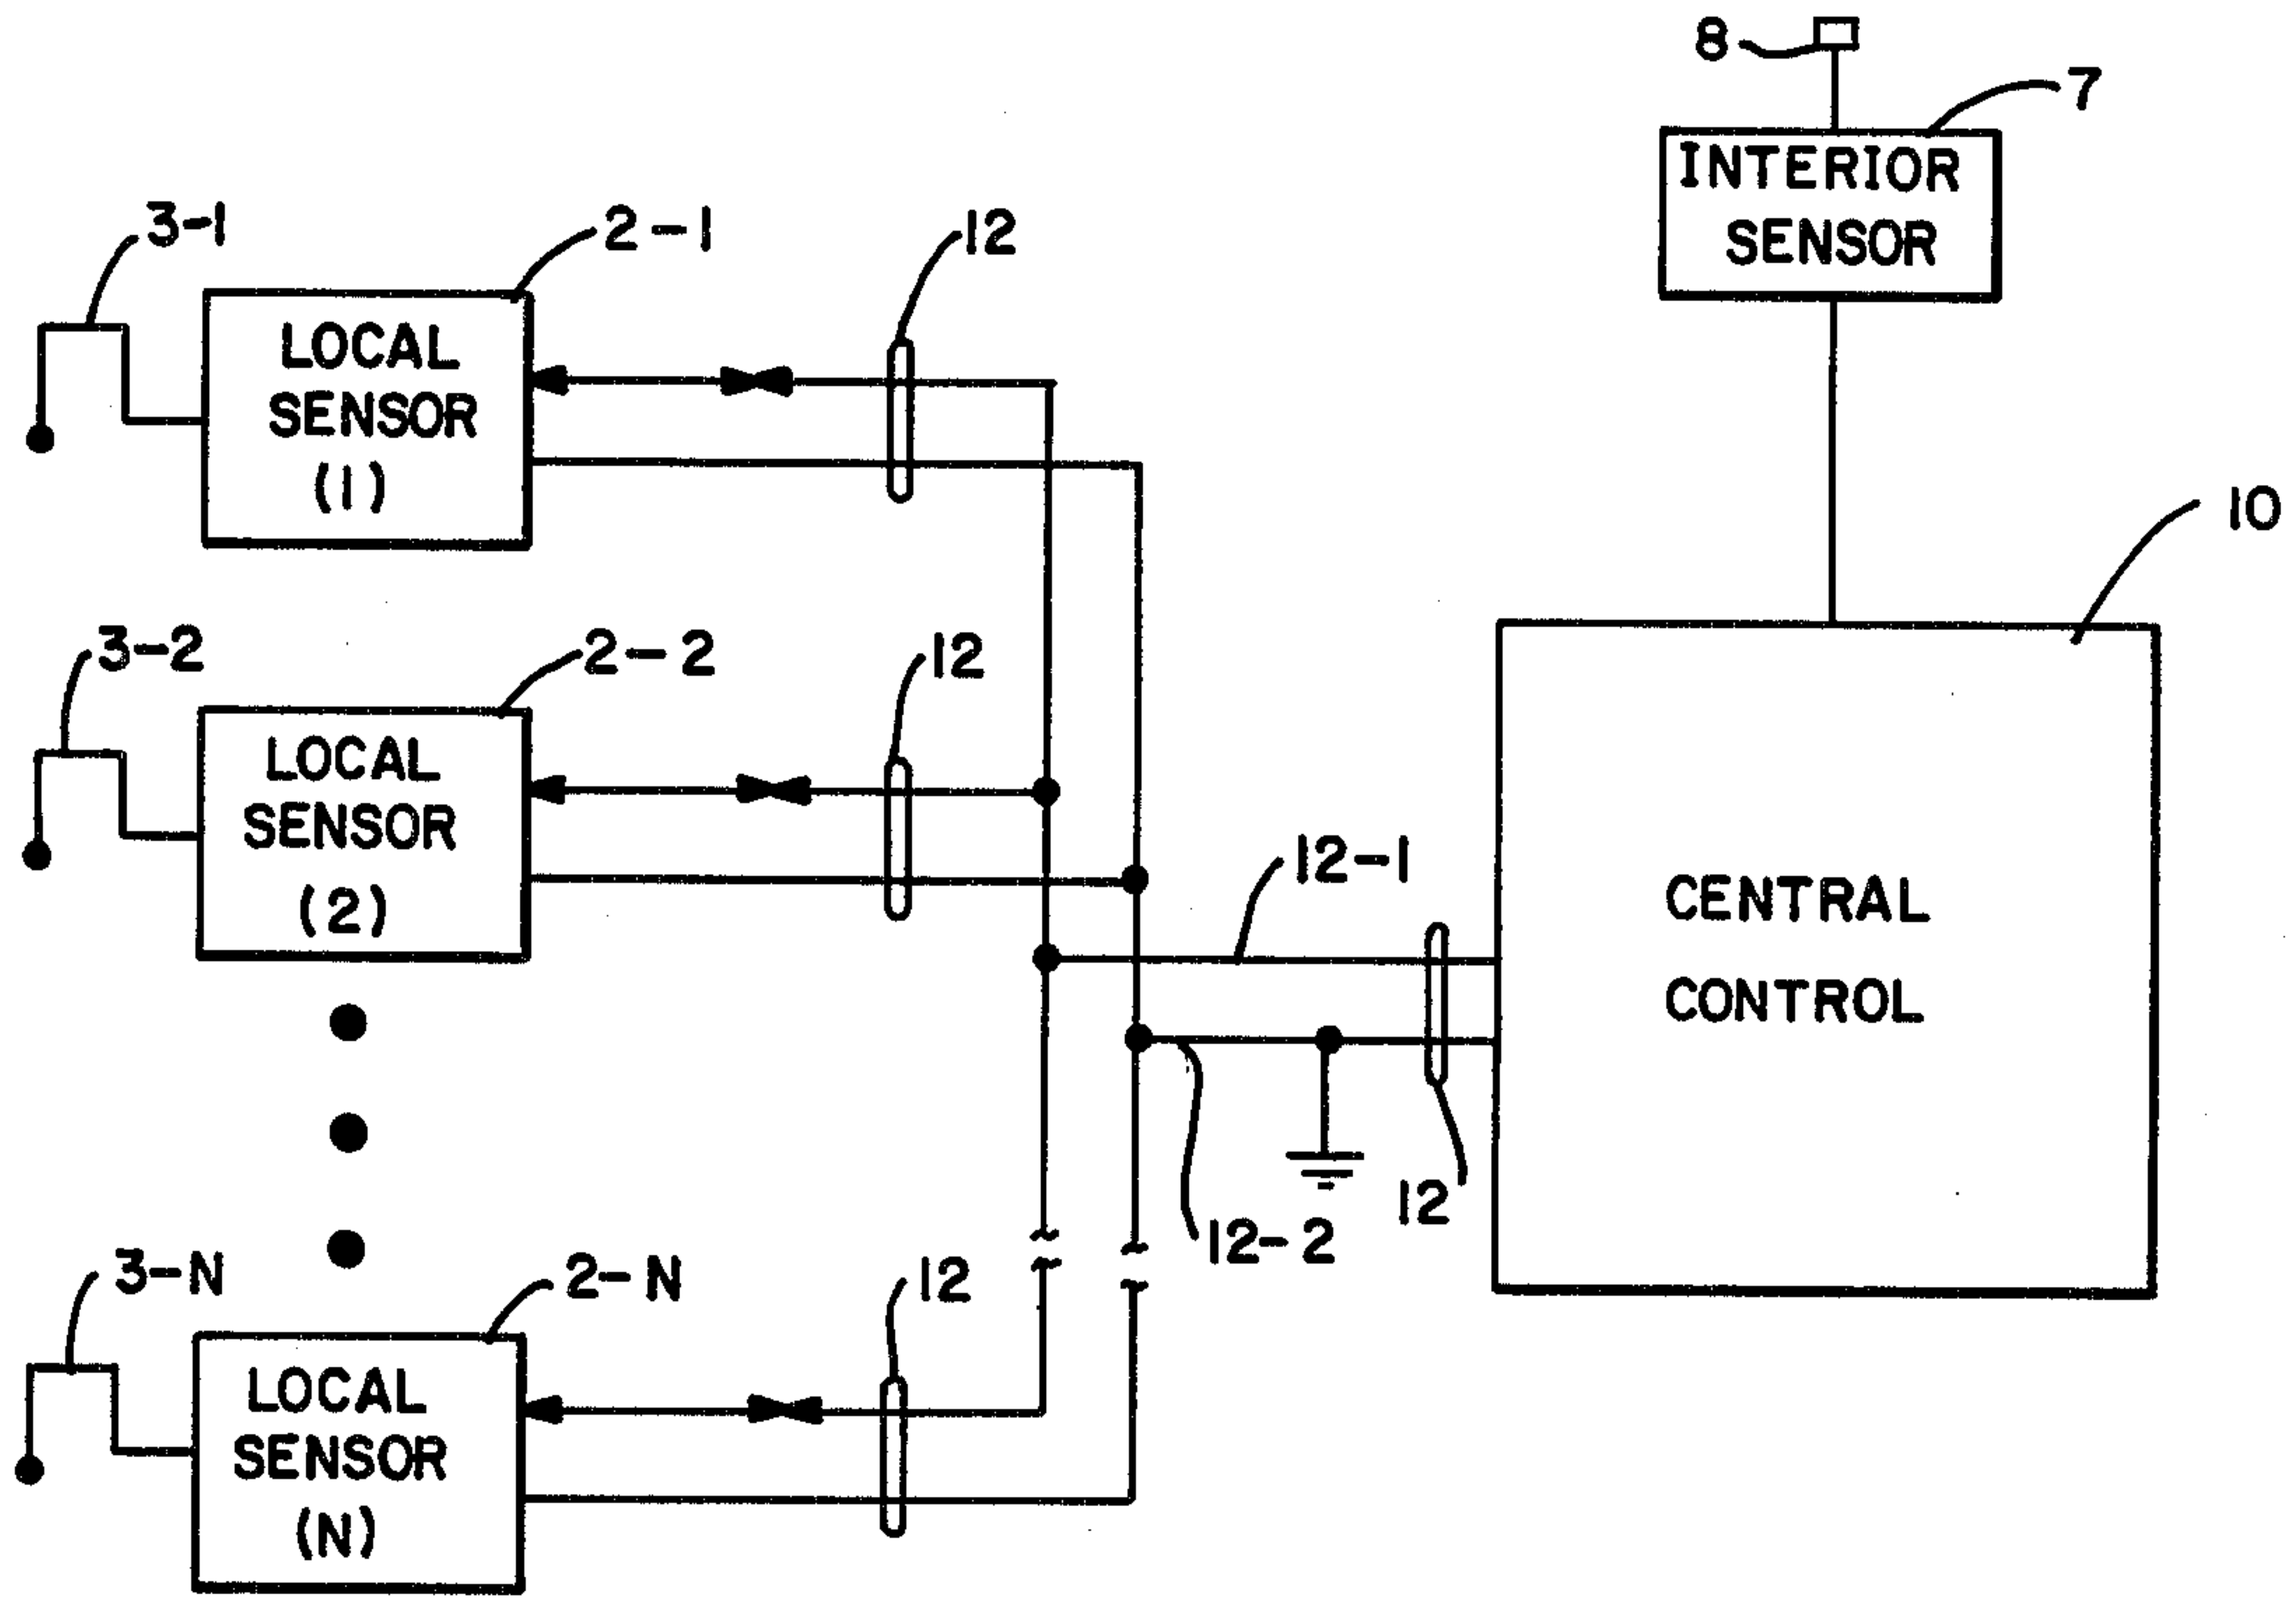 8
7
INTERIOR
SENSOR
3-1
2-1
12
LOCAL
SENSOR
(1)
10
3-2
2-2
12
LOCAL
SENSOR
(2)
12-1
CENTRAL
CONTROL
12
12-2
3-N
2-N
12
LOCAL
SENSOR
(N)